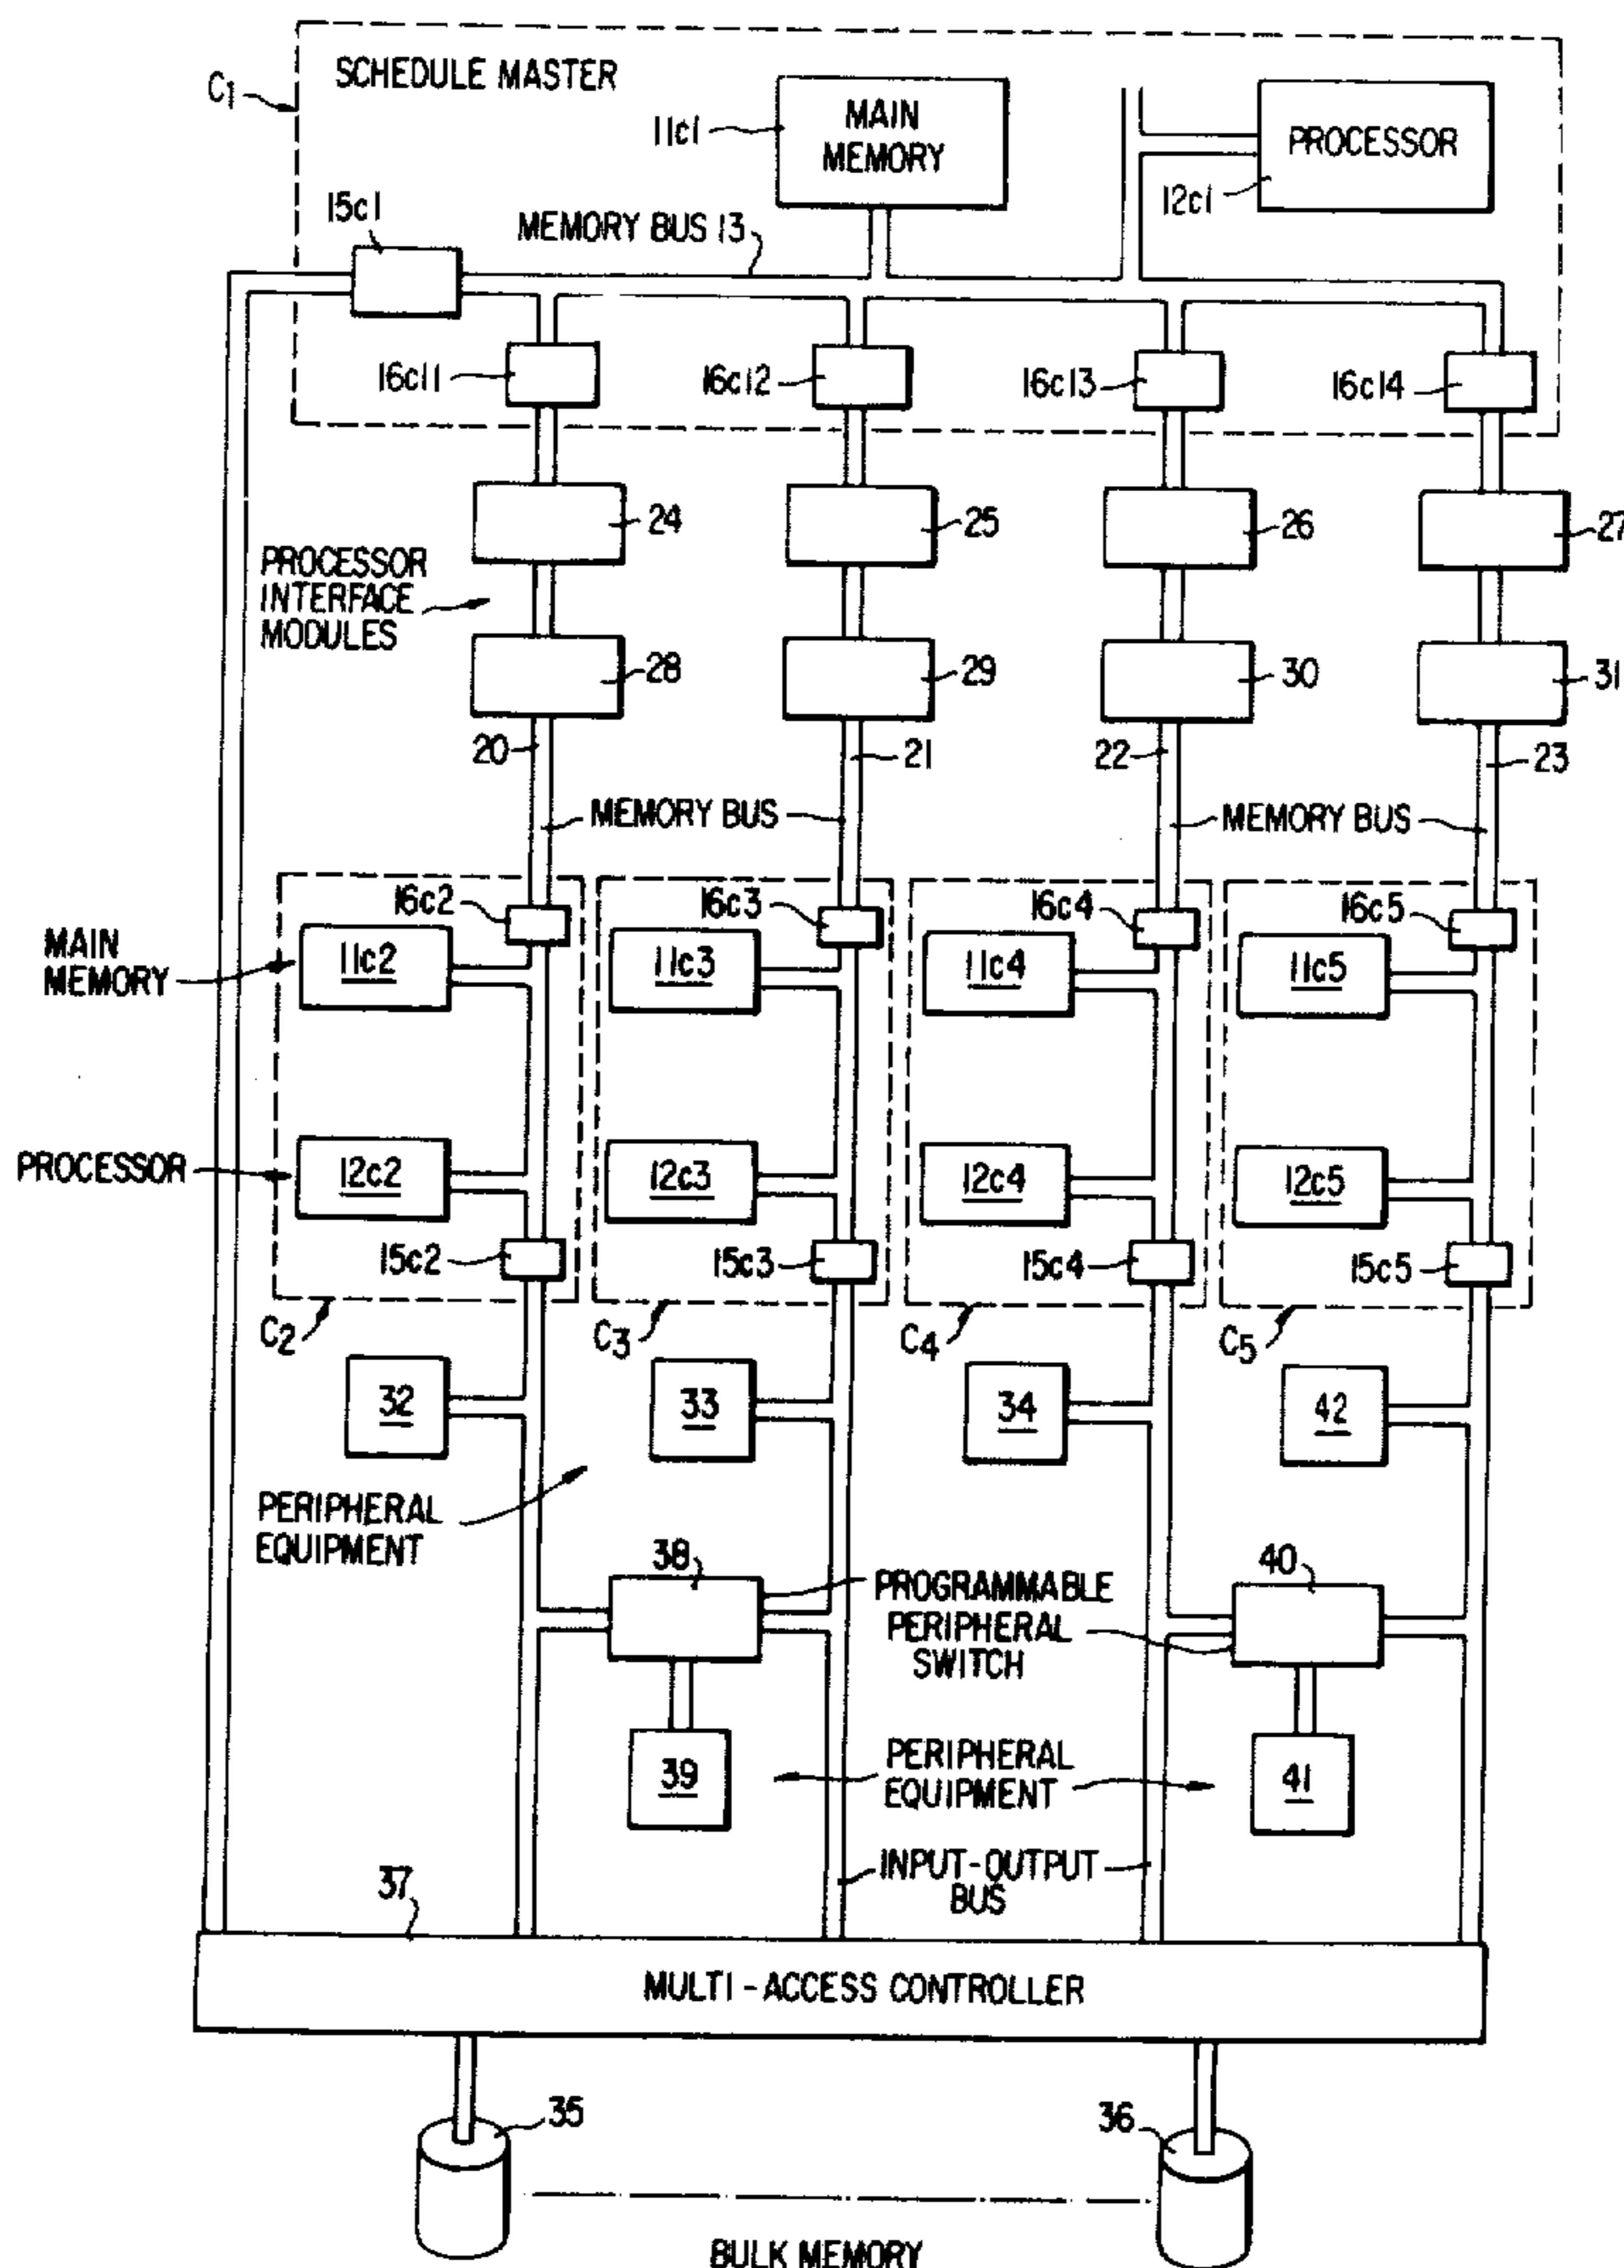 SCHEDULE MASTER
C1
11c1
MAIN
MEMORY
PROCESSOR
12c1
15c1
MEMORY BUS 13
16c11
16c12
16c13
16c14
24
25
26
27
PROCESSOR
INTERFACE
MODULES
28
29
30
31
20
21
22
23
MEMORY BUS
MEMORY BUS
16c2
16c3
16c4
16c5
MAIN
MEMORY
11c2
11c3
11c4
11c5
PROCESSOR
12c2
12c3
12c4
12c5
15c2
15c3
15c4
15c5
C2
C3
C4
C5
32
33
34
42
PERIPHERAL
EQUIPMENT
38
40
PROGRAMMABLE
PERIPHERAL
SWITCH
39
PERIPHERAL
EQUIPMENT
41
INPUT-OUTPUT
BUS
37
MULTI-ACCESS CONTROLLER
35
36
BULK MEMORY